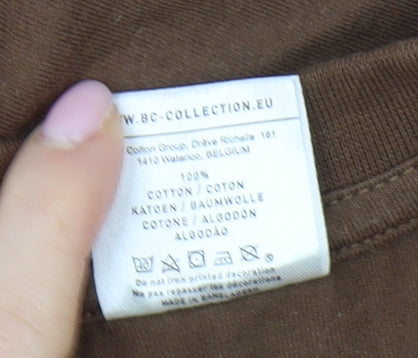 W.BC-COLLECTION.EU
Cotton Group, Drève Richelle 161
1410 Waterloo, BELGIUM
100%
COTTON / COTON
KATOEN / BAUMWOLLE
COTONE / ALGODÓN
ALGODÃO
Do not iron printed decoration
Ne pas repasser les décorations
MADE IN BANGLADESH